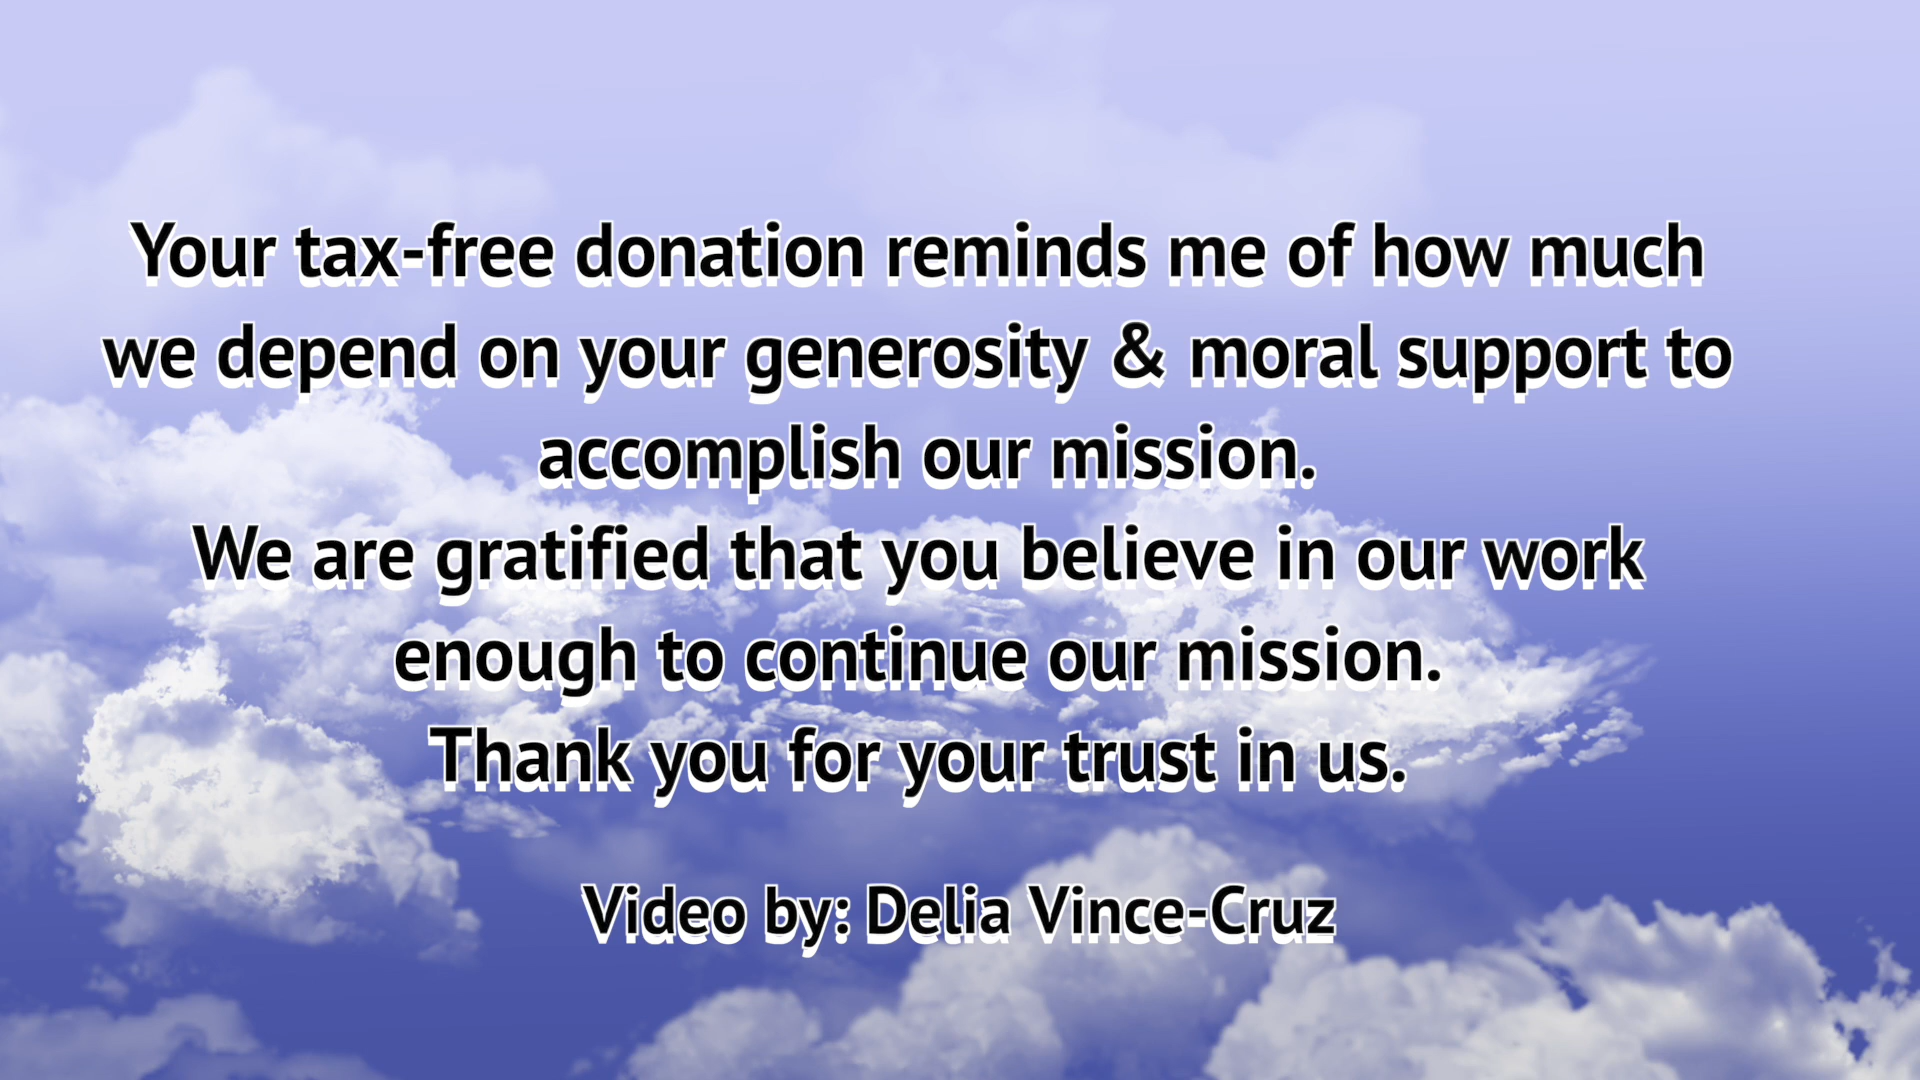 Your tax-free donation reminds me of how much
we depend on your generosity & moral support to
accomplish our mission.
We are gratified that you believe in our work
enough to continue our mission.
Thank you for your trust in us.
Video by: Delia Vince-Cruz